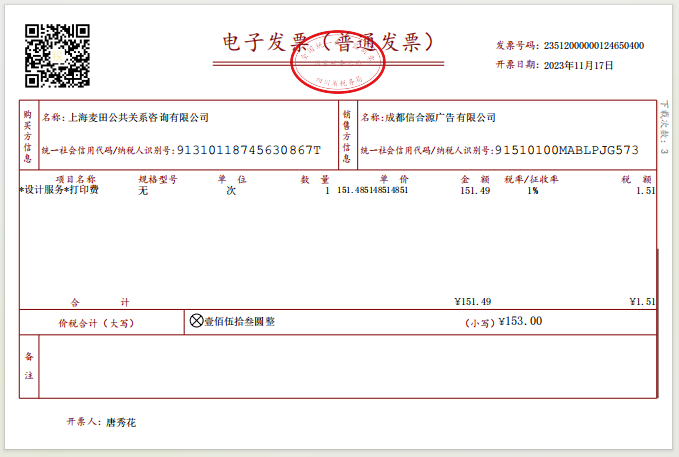 电子发票（普通发票）
四川省税务局
发票号码: 23512000000124650400
开票日期: 2023年11月17日
购买方信息
名称: 上海麦田公共关系咨询有限公司
统一社会信用代码/纳税人识别号: 91310118745630867T
销售方信息
名称: 成都信合源广告有限公司
统一社会信用代码/纳税人识别号: 91510100MABLPJG573
下载次数: 3
项目名称 规格型号 单位 数量 单价 金额 税率/征收率 税额
*设计服务*打印费 无 次 1 151.485148514851 151.49 1% 1.51
合计 ¥151.49 ¥1.51
价税合计（大写） ⊗壹佰伍拾叁圆整 （小写）¥153.00
备注
开票人: 唐秀花